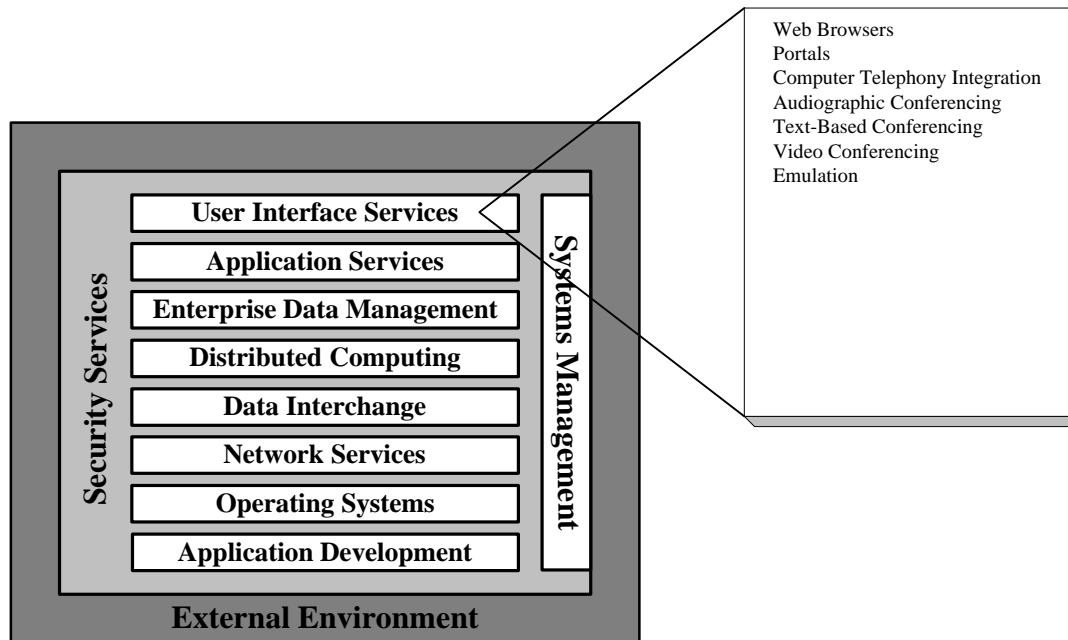 Web Browsers
Portals
Computer Telephony Integration
Audiographic Conferencing
Text-Based Conferencing
Video Conferencing
Emulation
Security Services
User Interface Services
Application Services
Enterprise Data Management
Distributed Computing
Data Interchange
Network Services
Operating Systems
Application Development
Systems Management
External Environment